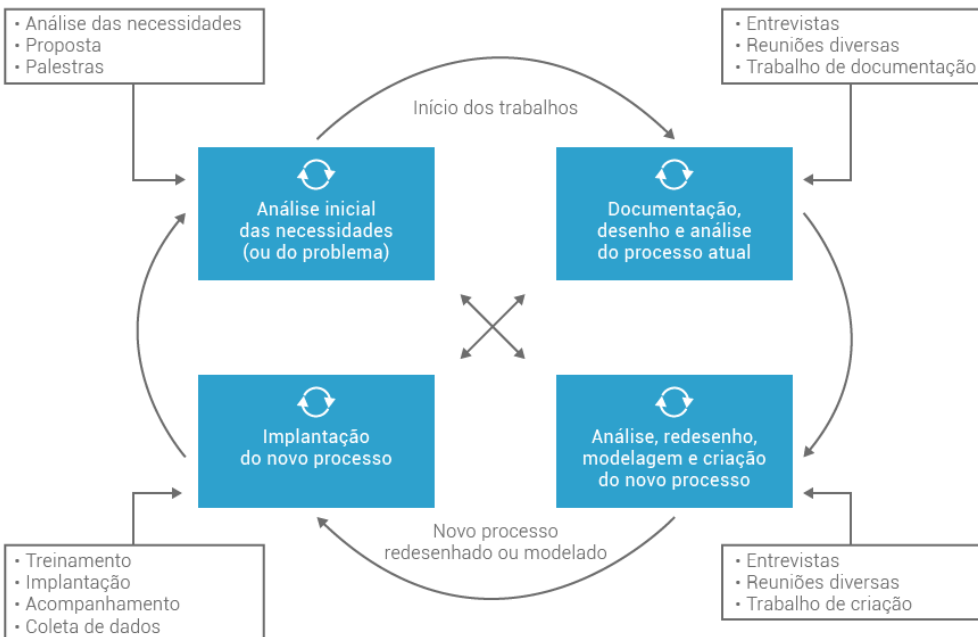 • Análise das necessidades
• Proposta
• Palestras
• Entrevistas
• Reuniões diversas
• Trabalho de documentação
Início dos trabalhos
Análise inicial
das necessidades
(ou do problema)
Documentação,
desenho e análise
do processo atual
Implantação
do novo processo
Análise, redesenho,
modelagem e criação
do novo processo
Novo processo
redesenhado ou modelado
• Treinamento
• Implantação
• Acompanhamento
• Coleta de dados
• Entrevistas
• Reuniões diversas
• Trabalho de criação